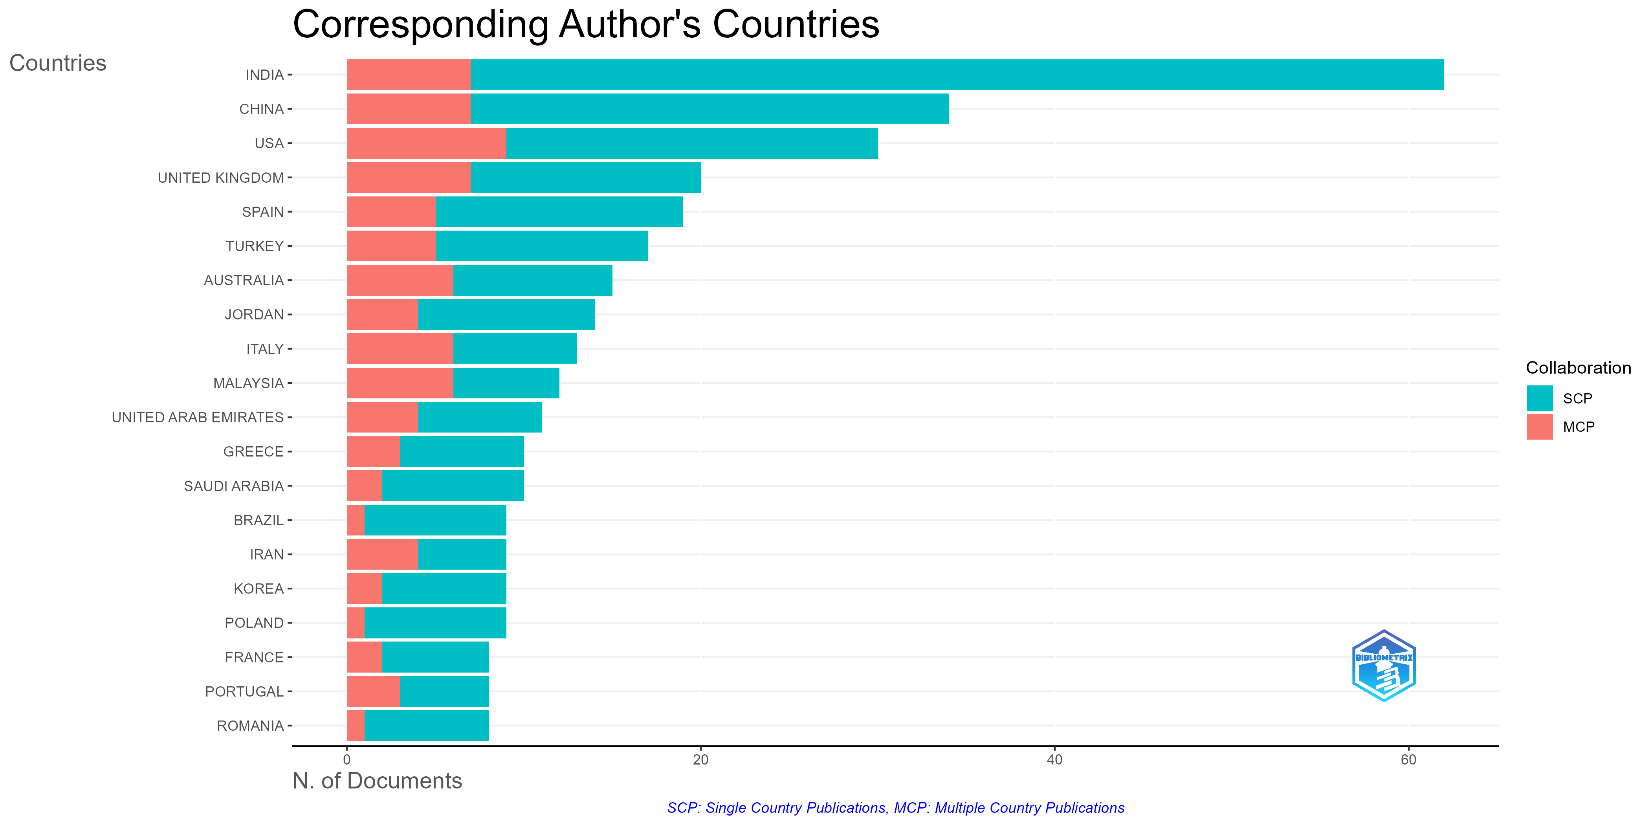 Corresponding Author's Countries
Countries
INDIA
CHINA
USA
UNITED KINGDOM
SPAIN
TURKEY
AUSTRALIA
JORDAN
ITALY
MALAYSIA
UNITED ARAB EMIRATES
GREECE
SAUDI ARABIA
BRAZIL
IRAN
KOREA
POLAND
FRANCE
PORTUGAL
ROMANIA
Collaboration
SCP
MCP
BIBLIOMETRIX
0 20 40 60
N. of Documents
SCP: Single Country Publications, MCP: Multiple Country Publications